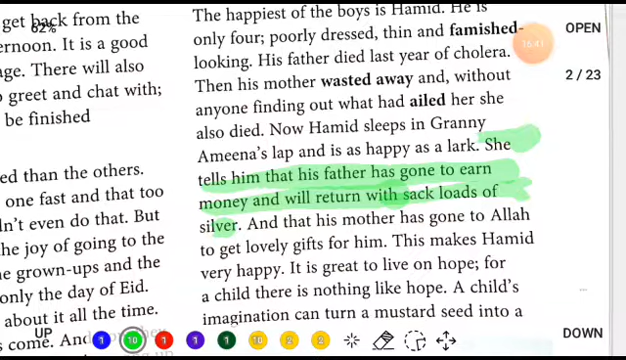 get back from the
ernoon. It is a good
age. There will also
greet and chat with;
be finished
ed than the others.
one fast and that too
dn't even do that. But
he joy of going to the
e grown-ups and the
only the day of Eid.
about it all the time.
s come. And
The happiest of the boys is Hamid. He is
only four; poorly dressed, thin and famished-
looking. His father died last year of cholera.
Then his mother wasted away and, without
anyone finding out what had ailed her she
also died. Now Hamid sleeps in Granny
Ameena's lap and is as happy as a lark. She
tells him that his father has gone to earn
money and will return with sack loads of
silver. And that his mother has gone to Allah
to get lovely gifts for him. This makes Hamid
very happy. It is great to live on hope; for
a child there is nothing like hope. A child's
imagination can turn a mustard seed into a
62%
OPEN
16:41
2 / 23
UP
1 10 1 1 1 10 2 2
DOWN